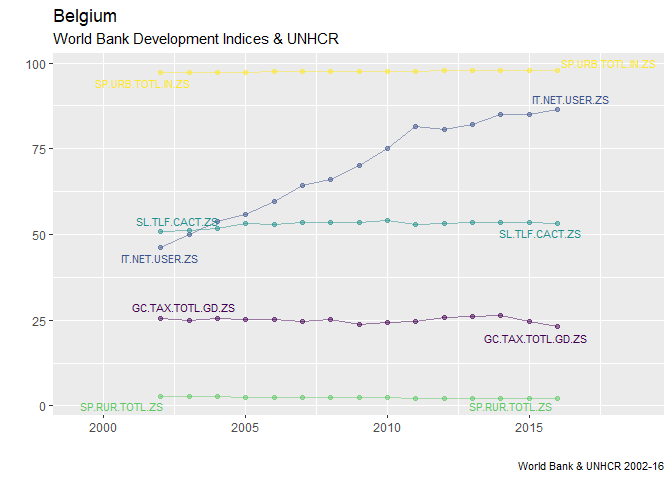 Belgium
World Bank Development Indices & UNHCR
100
SP.URB.TOTL.IN.ZS
SP.URB.TOTL.IN.ZS
IT.NET.USER.ZS
75
SL.TLF.CACT.ZS
50
SL.TLF.CACT.ZS
IT.NET.USER.ZS
GC.TAX.TOTL.GD.ZS
25
GC.TAX.TOTL.GD.ZS
0
SP.RUR.TOTL.ZS
SP.RUR.TOTL.ZS
2000 2005 2010 2015
World Bank & UNHCR 2002-16